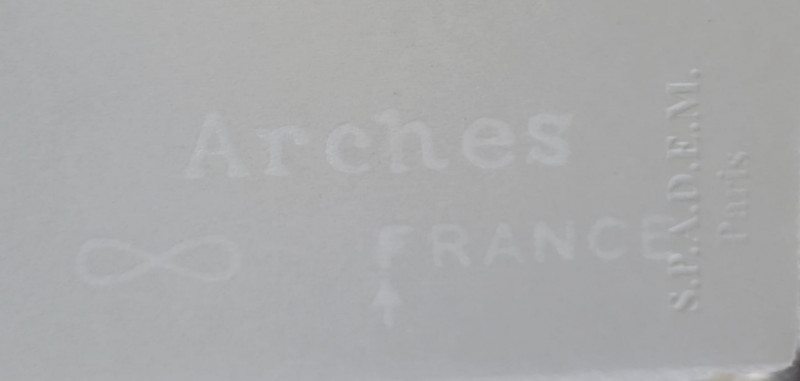 Arches
∞ FRANCE
S.P.A.D.E.M.
Paris